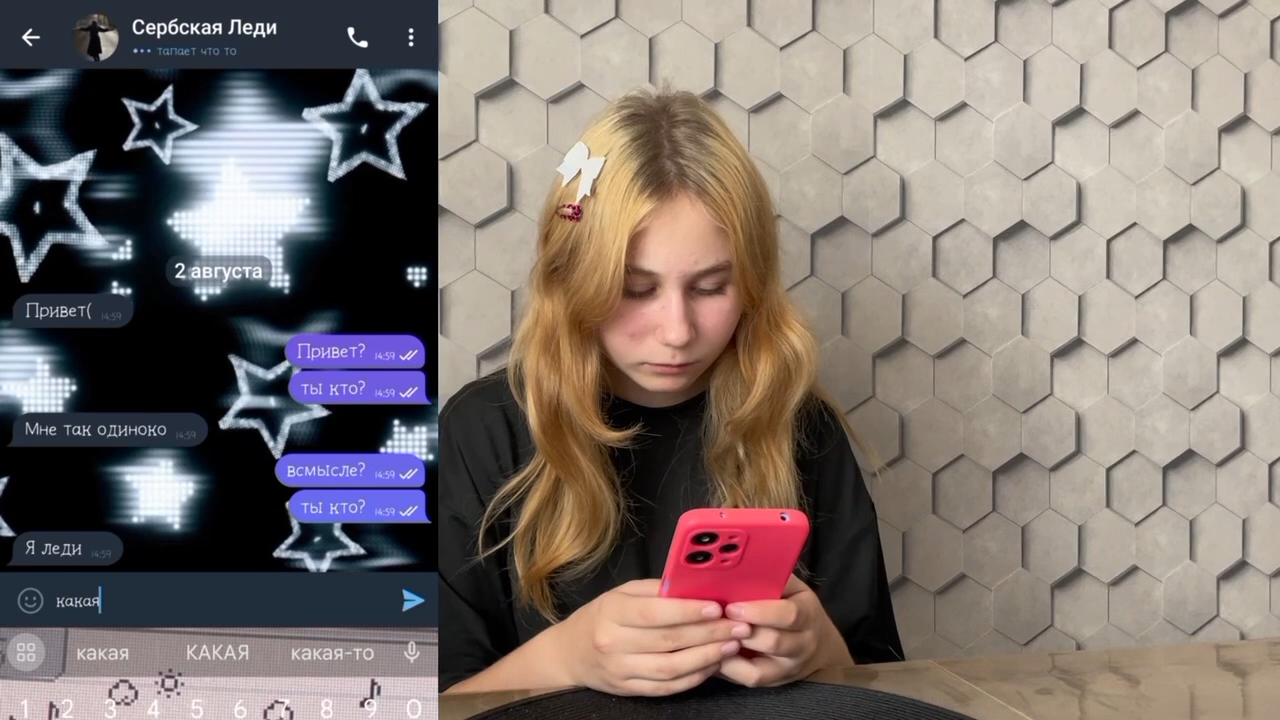 Сербская Леди
тапает что то
2 августа
Привет( 14:59
Привет? 14:59
ты кто? 14:59
Мне так одиноко 14:59
всмысле? 14:59
ты кто? 14:59
Я леди 14:59
какая
какая КАКАЯ какая-то
1 2 3 4 5 6 7 8 9 0